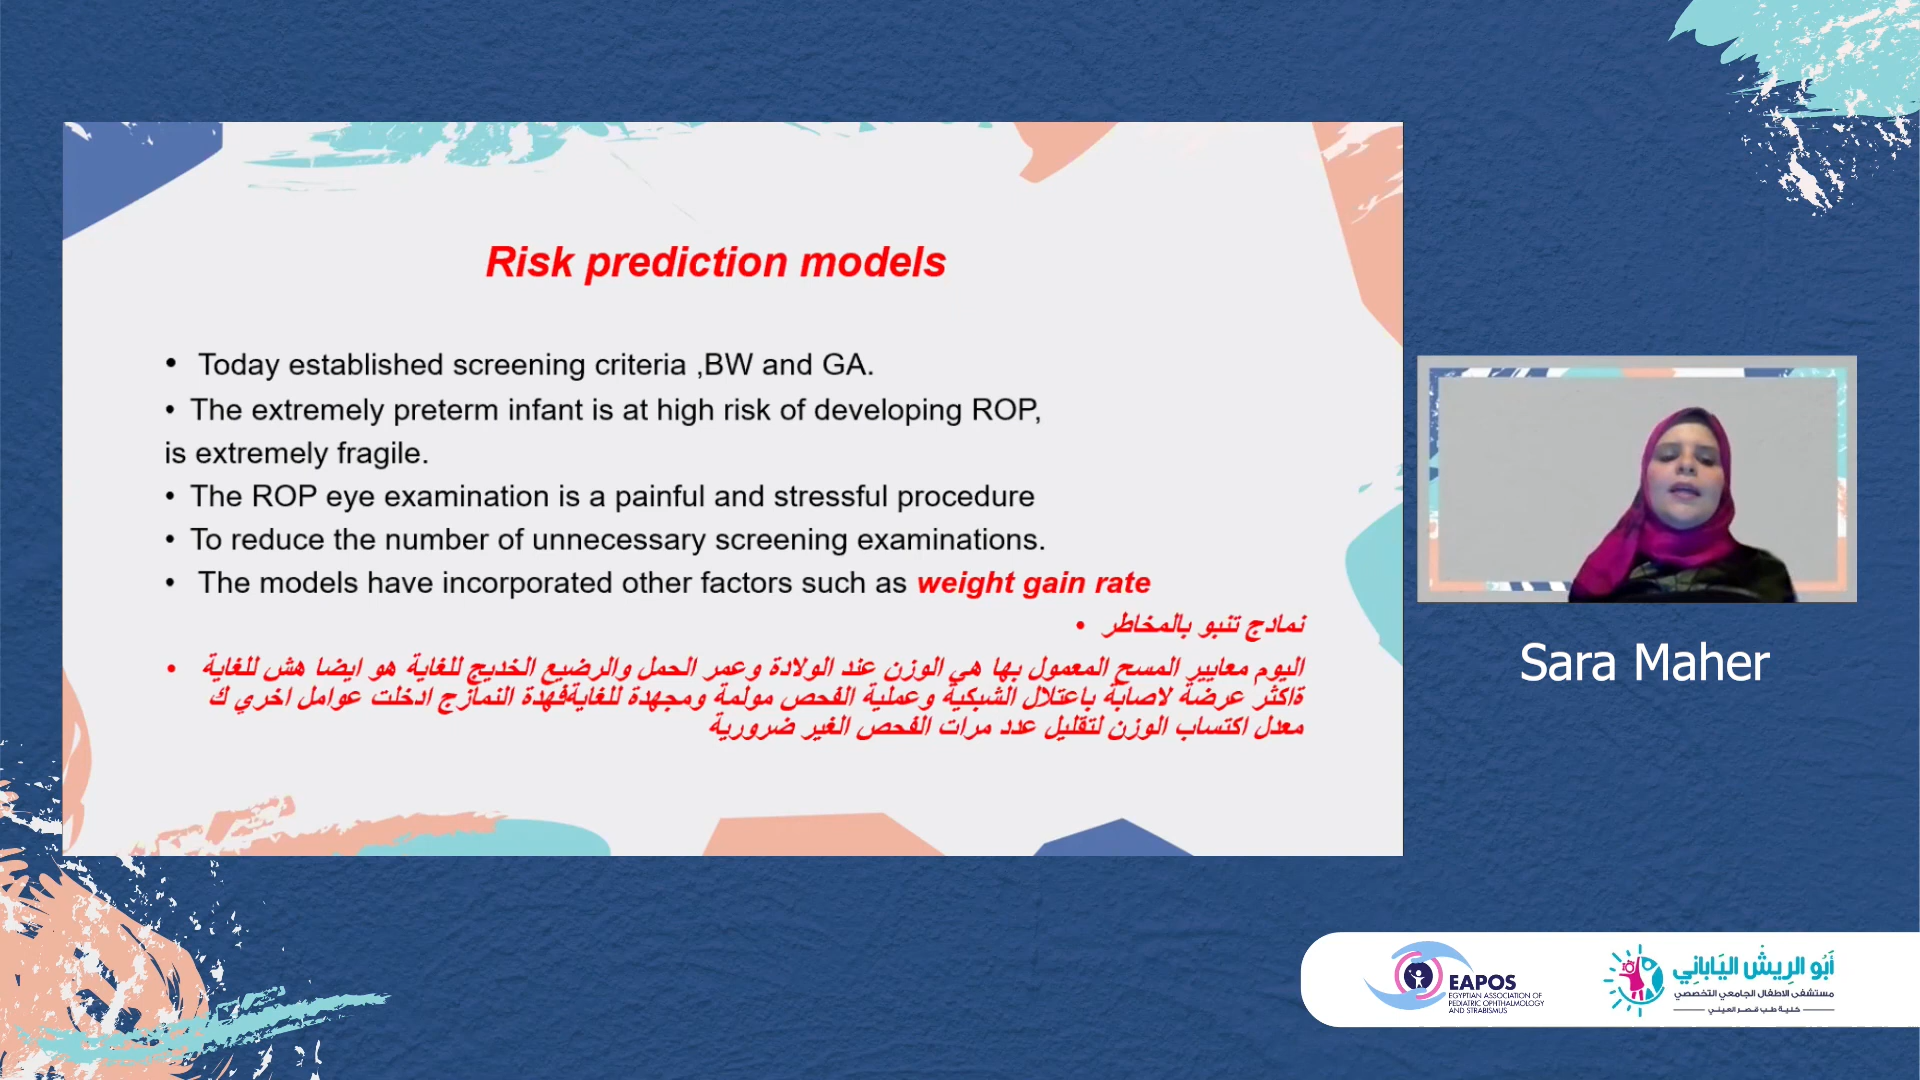 Risk prediction models
• Today established screening criteria ,BW and GA.
• The extremely preterm infant is at high risk of developing ROP,
is extremely fragile.
• The ROP eye examination is a painful and stressful procedure
• To reduce the number of unnecessary screening examinations.
• The models have incorporated other factors such as weight gain rate
• نماذج تنبو بالمخاطر
• اليوم معايير المسح المعمول بها هي الوزن عند الولادة وعمر الحمل والرضيع الخديج للغاية هو ايضا هش للغاية
ةاكثر عرضة لاصابة باعتلال الشبكية وعملية الفحص مولمة ومجهدة للغايةفهدة النمازج ادخلت عوامل اخري ك
معدل اكتساب الوزن لتقليل عدد مرات الفحص الغير ضرورية
Sara Maher
EAPOS
EGYPTIAN ASSOCIATION OF
PEDIATRIC OPHTHALMOLOGY
AND STRABISMUS
أَبُو الرِيشْ اليَابَانِي
مستشفى الاطفال الجامعي التخصصي
كلية طب قصر العيني